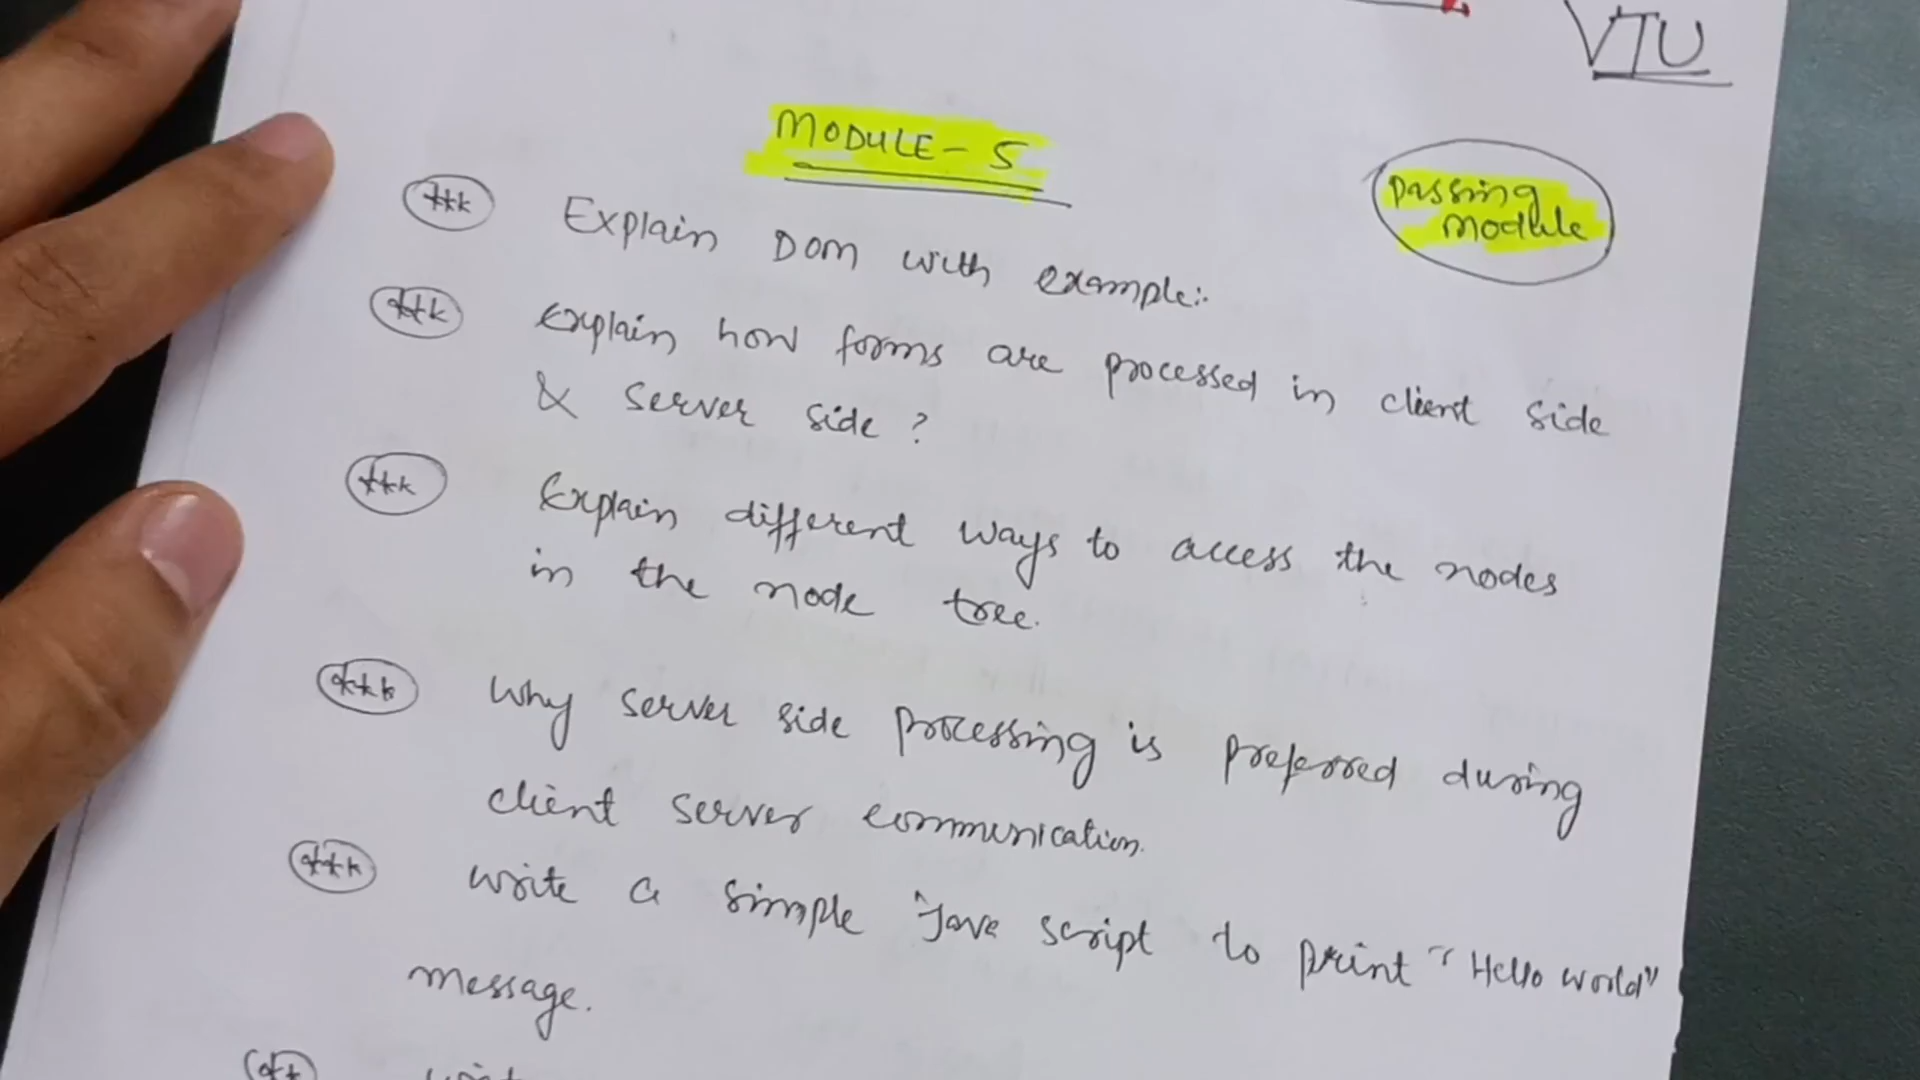 VTU
MODULE - 5
passing
module
*** Explain DOM with example:-
*** Explain how forms are processed in client side
& server side ?
*** Explain different ways to access the nodes
in the node tree.
*** Why server side processing is preferred during
client server communication.
*** write a simple Java script to print "Hello world"
message.